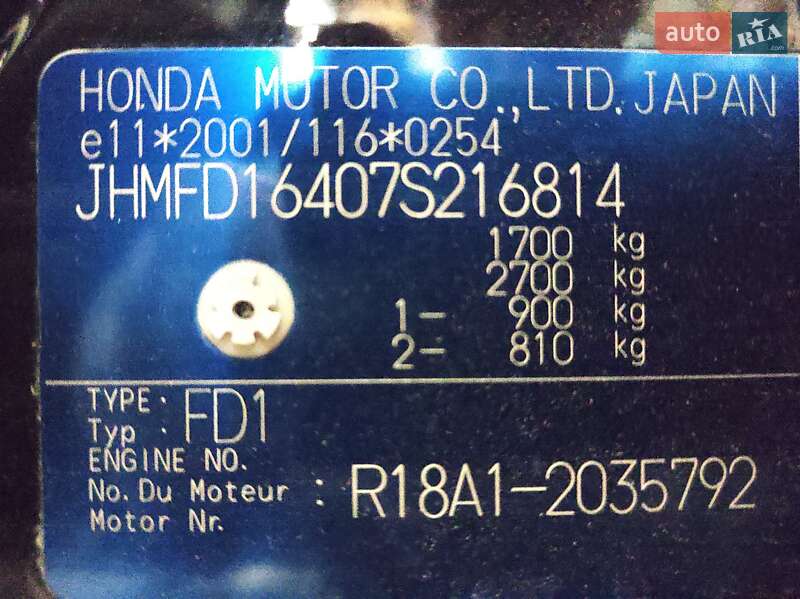 auto RIA.com
HONDA MOTOR CO.,LTD.JAPAN
e11*2001/116*0254
JHMFD16407S216814
1700 kg
2700 kg
1- 900 kg
2- 810 kg
TYPE:
Typ : FD1
ENGINE NO.
No.Du Moteur : R18A1-2035792
Motor Nr.